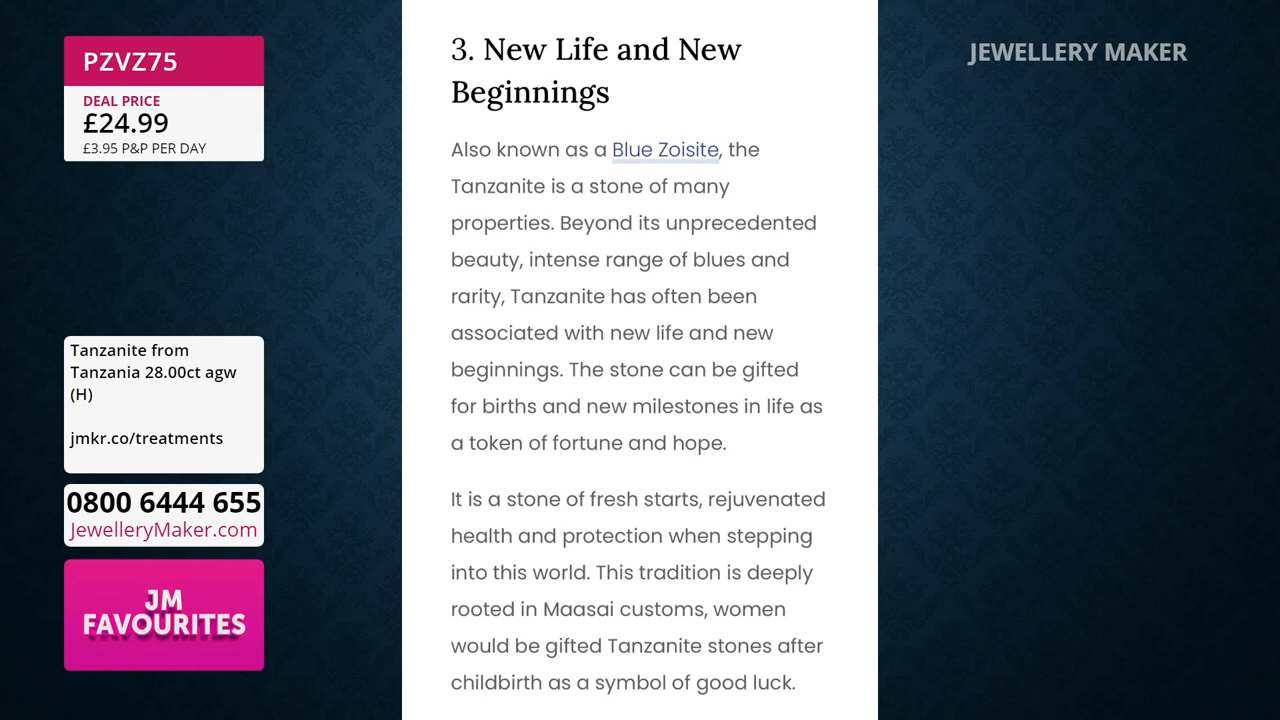 PZVZ75
DEAL PRICE
£24.99
£3.95 P&P PER DAY
Tanzanite from
Tanzania 28.00ct agw
(H)
jmkr.co/treatments
0800 6444 655
JewelleryMaker.com
JM
FAVOURITES
3. New Life and New
Beginnings
Also known as a Blue Zoisite, the
Tanzanite is a stone of many
properties. Beyond its unprecedented
beauty, intense range of blues and
rarity, Tanzanite has often been
associated with new life and new
beginnings. The stone can be gifted
for births and new milestones in life as
a token of fortune and hope.
It is a stone of fresh starts, rejuvenated
health and protection when stepping
into this world. This tradition is deeply
rooted in Maasai customs, women
would be gifted Tanzanite stones after
childbirth as a symbol of good luck.
JEWELLERY MAKER